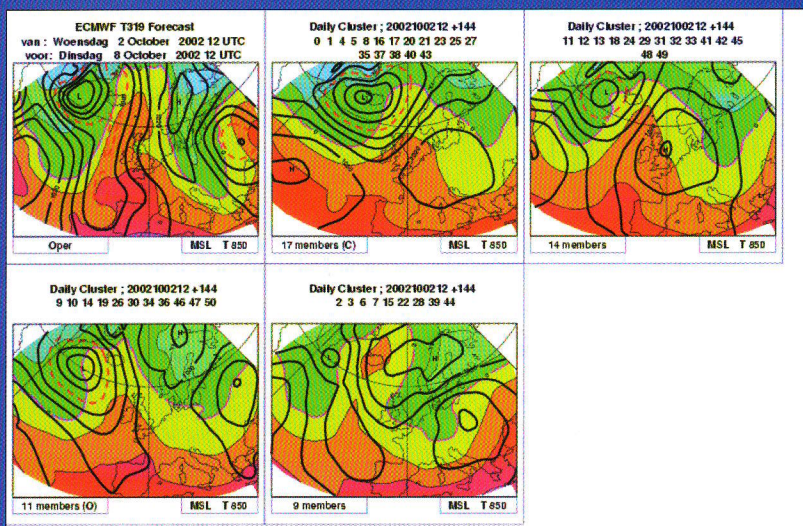 ECMWF T319 Forecast
van : Woensdag 2 October 2002 12 UTC
voor: Dinsdag 8 October 2002 12 UTC
Oper
MSL T 850
Daily Cluster ; 2002100212 +144
0 1 4 5 8 16 17 20 21 23 25 27
35 37 38 40 43
17 members (C)
MSL T 850
Daily Cluster ; 2002100212 +144
11 12 13 18 24 29 31 32 33 41 42 45
48 49
14 members
MSL T 850
Daily Cluster ; 2002100212 +144
9 10 14 19 26 30 34 36 46 47 50
11 members (O)
MSL T 850
Daily Cluster ; 2002100212 +144
2 3 6 7 15 22 28 39 44
9 members
MSL T 850